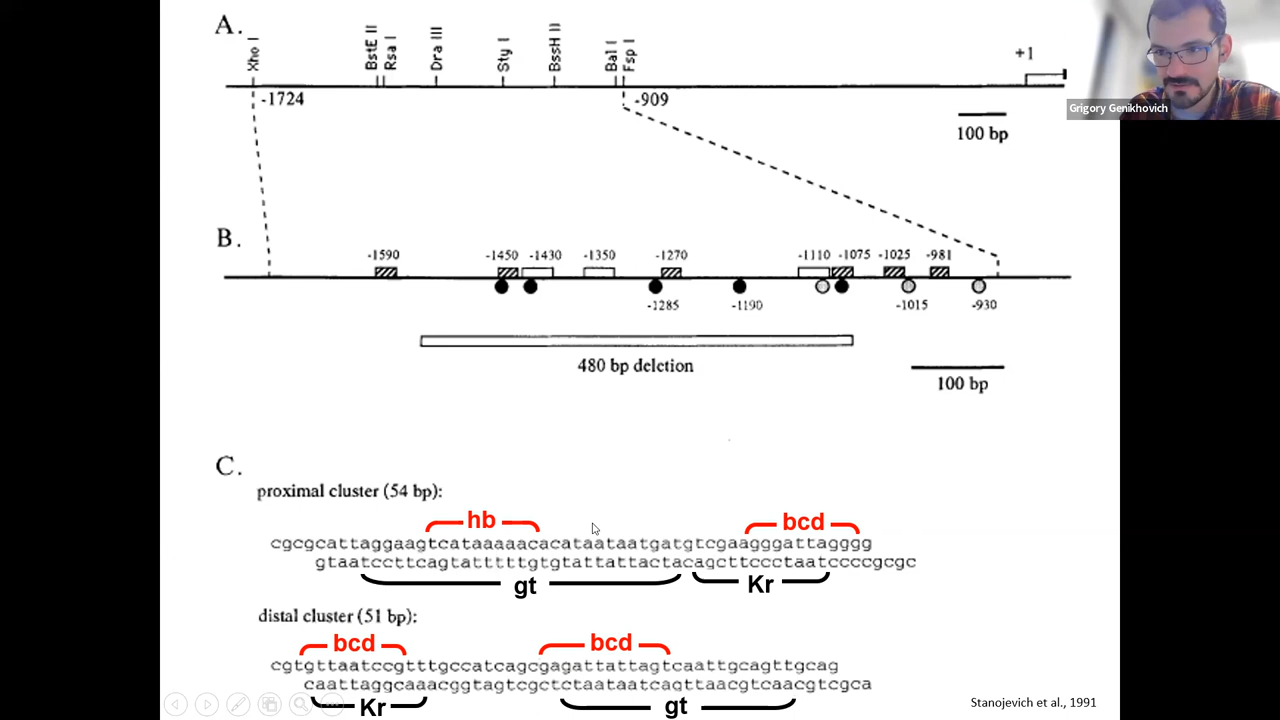 A.
Xho I
BstE II
Rsa I
Dra III
Sty I
BssH II
Bal I
Fsp I
+1
-1724
-909
Grigory Genikhovich
100 bp
B.
-1590
-1450
-1430
-1350
-1270
-1110
-1075
-1025
-981
-1285
-1190
-1015
-930
480 bp deletion
100 bp
C.
proximal cluster (54 bp):
hb
bcd
cgcgcattaggaagtcataaaaacacataataatgatgtcgaagggattagggg
gtaatccttcagtatttttgtgtattattactacagcttccctaatccccgcgc
gt
Kr
distal cluster (51 bp):
bcd
bcd
cgtgttaatccgtttgccatcagcgagattattagtcaattgcagttgcag
caattaggcaaacggtagtcgctctaataatcagttaacgtcaacgtcgca
Kr
gt
Stanojevich et al., 1991